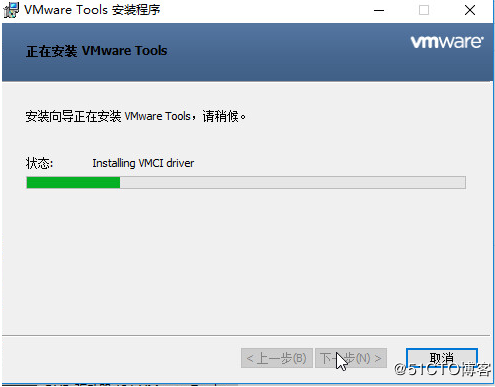 VMware Tools 安装程序
正在安装 VMware Tools
vmware
安装向导正在安装 VMware Tools，请稍候。
状态: Installing VMCI driver
< 上一步(B) 下一步(N) > 取消
@51CTO博客